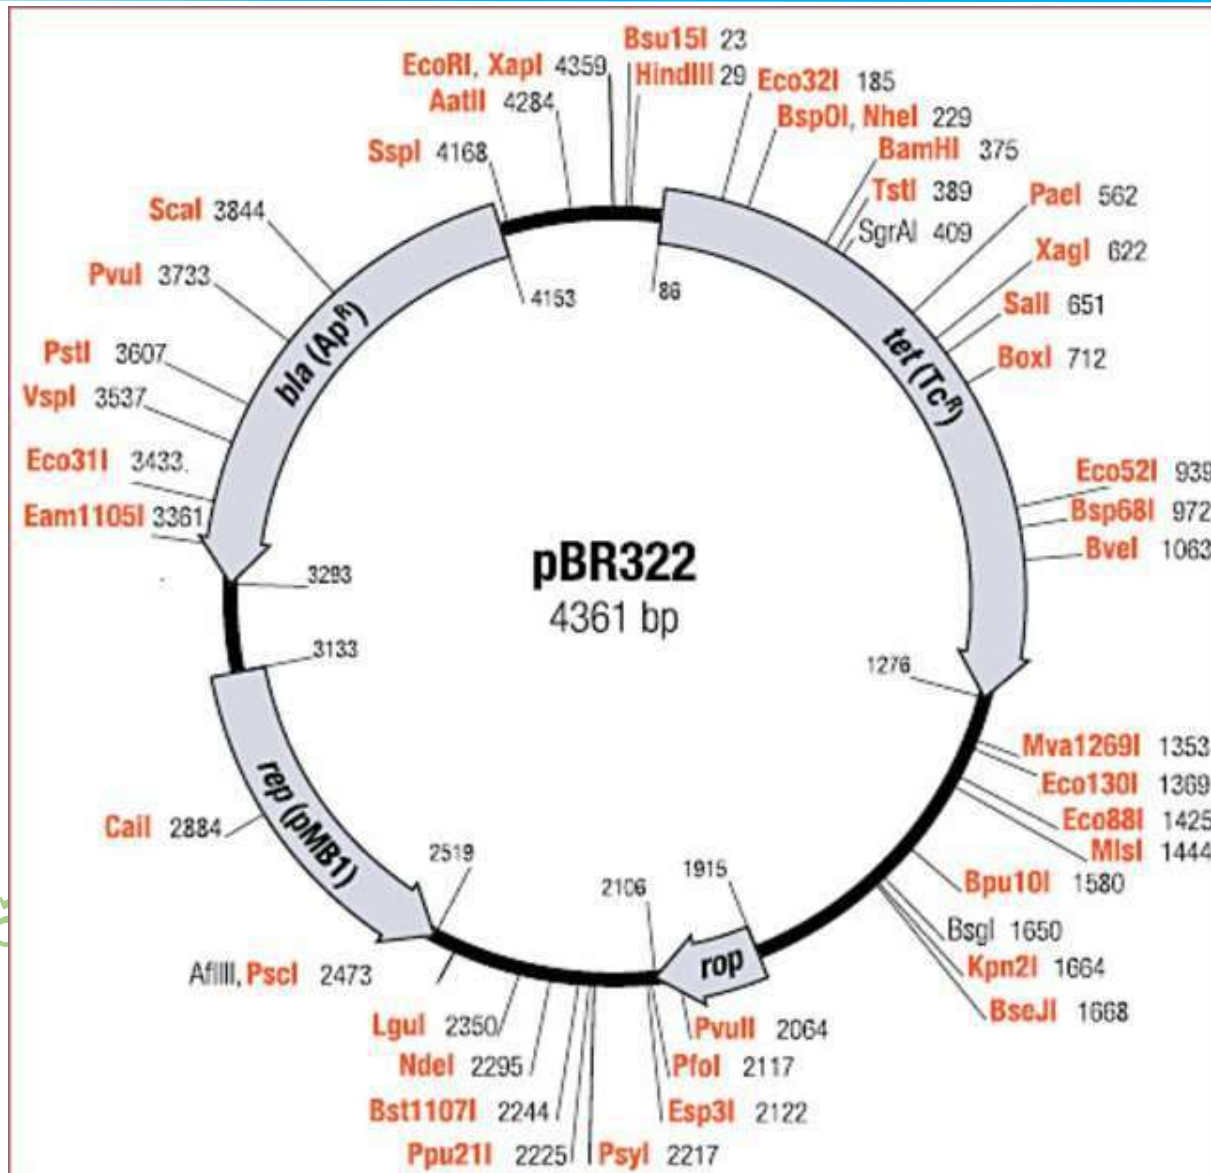 Bsu15I 23
EcoRI, XapI 4359
HindIII 29
Eco32I 185
AatII 4284
BspOI, NheI 229
SspI 4168
BamHI 375
TstI 389
PaeI 562
ScaI 3844
SgrAI 409
XagI 622
PvuI 3733
4153
86
SalI 651
bla (Apᴿ)
tet (Tcᴿ)
PstI 3607
BoxI 712
VspI 3537
Eco31I 3433
Eco52I 939
Eam1105I 3361
Bsp68I 972
BveI 1063
pBR322
4361 bp
3293
3133
1276
Mva1269I 1353
Eco130I 1369
rep (pMB1)
CaiI 2884
Eco88I 1425
MlsI 1444
2519
2106
1915
Bpu10I 1580
BsgI 1650
rop
Kpn2I 1664
AflIII, PscI 2473
BseJI 1668
LguI 2350
PvuII 2064
NdeI 2295
PfoI 2117
Bst1107I 2244
Esp3I 2122
Ppu21I 2225
PsyI 2217